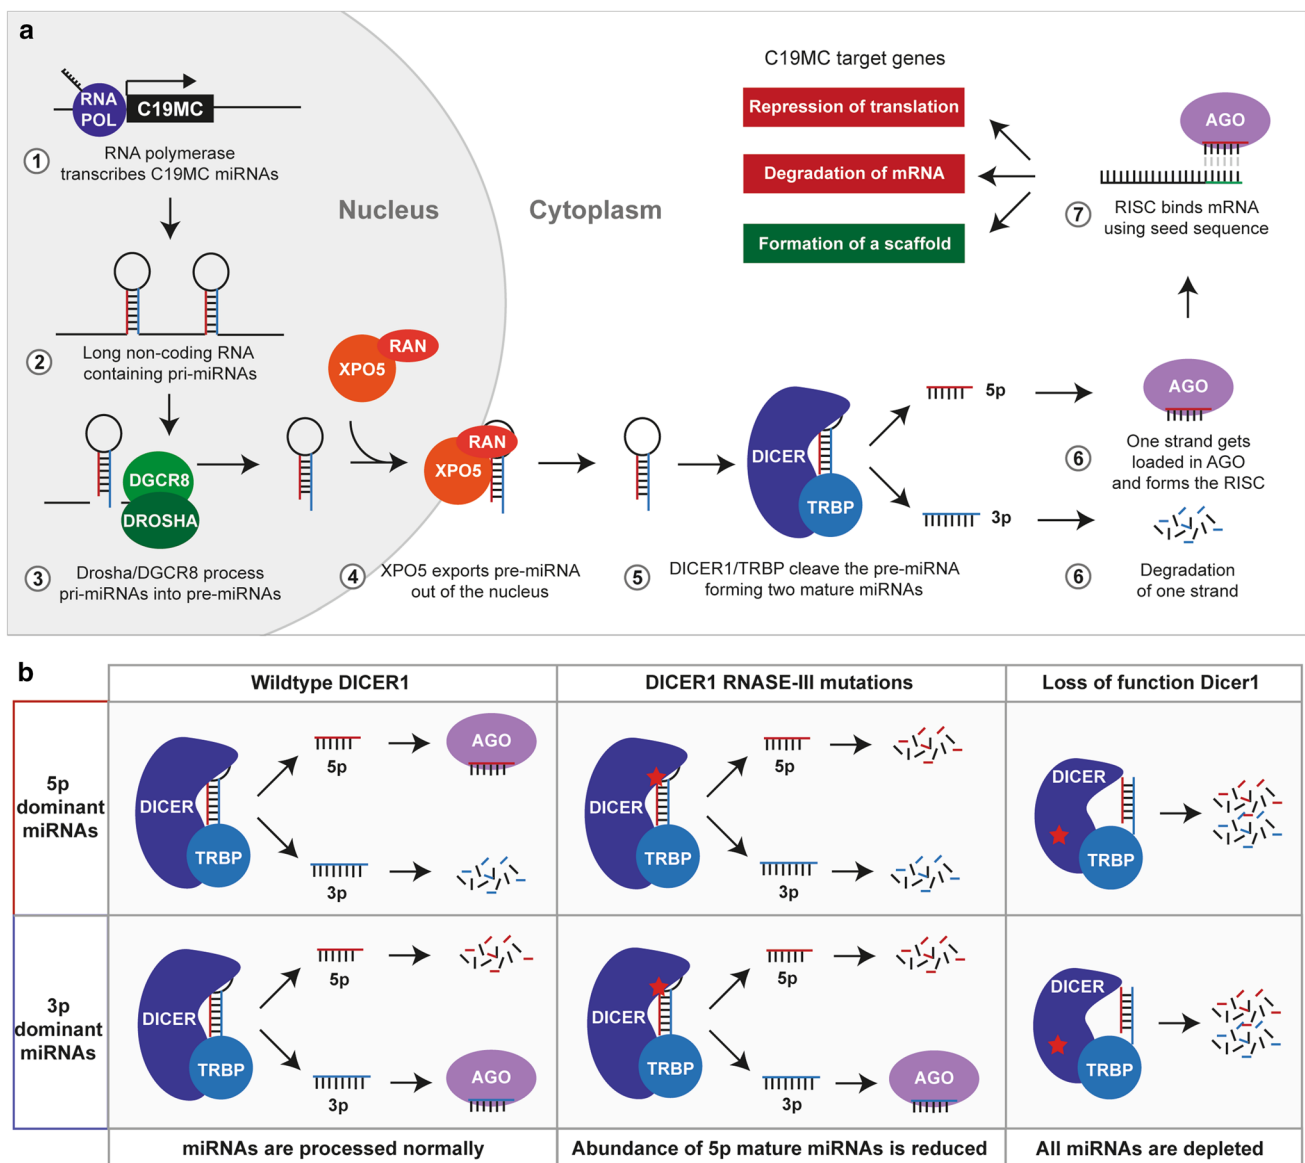 a
RNA
POL
C19MC
1
RNA polymerase
transcribes C19MC miRNAs
2
Long non-coding RNA
containing pri-miRNAs
DGCR8
DROSHA
3
Drosha/DGCR8 process
pri-miRNAs into pre-miRNAs
Nucleus
Cytoplasm
XPO5
RAN
XPO5
RAN
4
XPO5 exports pre-miRNA
out of the nucleus
DICER
TRBP
5
DICER1/TRBP cleave the pre-miRNA
forming two mature miRNAs
5p
3p
AGO
6
One strand gets
loaded in AGO
and forms the RISC
6
Degradation
of one strand
AGO
7
RISC binds mRNA
using seed sequence
C19MC target genes
Repression of translation
Degradation of mRNA
Formation of a scaffold
b
Wildtype DICER1
DICER1 RNASE-III mutations
Loss of function Dicer1
5p
dominant
miRNAs
DICER
TRBP
5p
3p
AGO
DICER
TRBP
5p
3p
DICER
TRBP
3p
dominant
miRNAs
DICER
TRBP
5p
3p
AGO
DICER
TRBP
5p
3p
AGO
DICER
TRBP
miRNAs are processed normally
Abundance of 5p mature miRNAs is reduced
All miRNAs are depleted